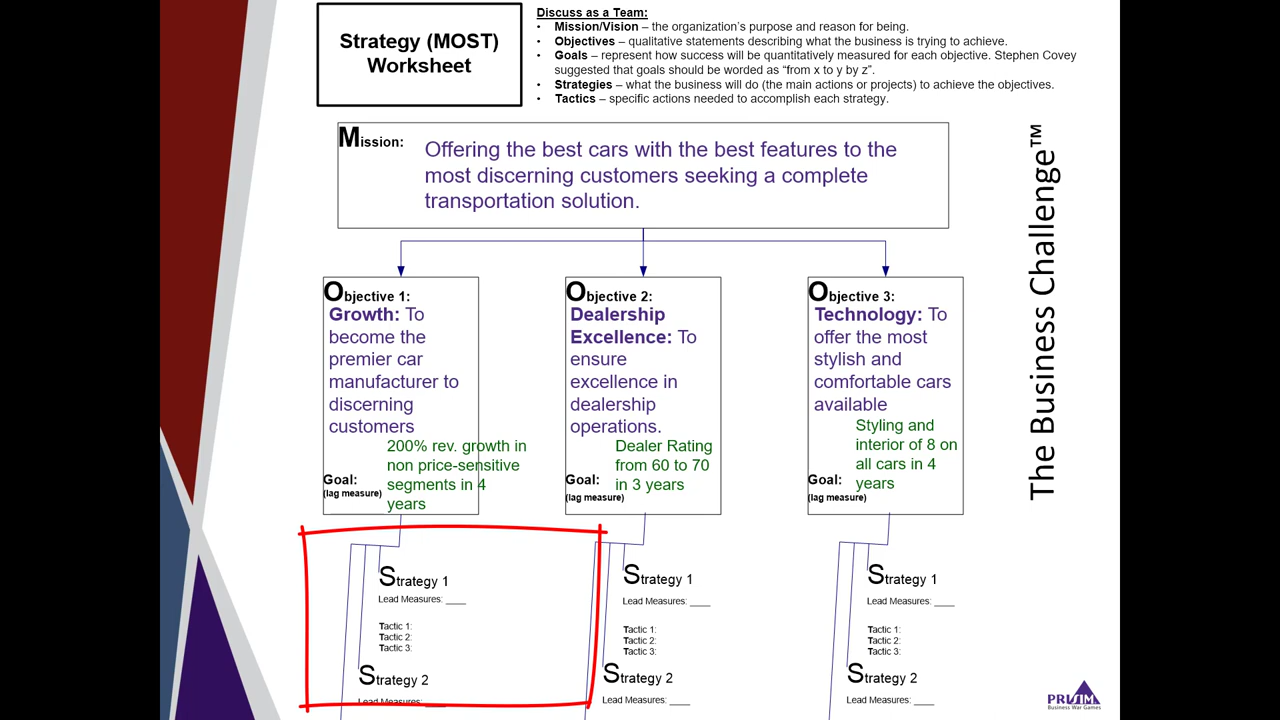 Strategy (MOST)
Worksheet
Discuss as a Team:
• Mission/Vision – the organization's purpose and reason for being.
• Objectives – qualitative statements describing what the business is trying to achieve.
• Goals – represent how success will be quantitatively measured for each objective. Stephen Covey
suggested that goals should be worded as “from x to y by z”.
• Strategies – what the business will do (the main actions or projects) to achieve the objectives.
• Tactics – specific actions needed to accomplish each strategy.
Mission:
Offering the best cars with the best features to the
most discerning customers seeking a complete
transportation solution.
The Business Challenge™
Objective 1:
Growth: To
become the
premier car
manufacturer to
discerning
customers
200% rev. growth in
non price-sensitive
segments in 4
years
Goal:
(lag measure)
Objective 2:
Dealership
Excellence: To
ensure
excellence in
dealership
operations.
Dealer Rating
from 60 to 70
in 3 years
Goal:
(lag measure)
Objective 3:
Technology: To
offer the most
stylish and
comfortable cars
available
Styling and
interior of 8 on
all cars in 4
years
Goal:
(lag measure)
Strategy 1
Lead Measures: ____
Tactic 1:
Tactic 2:
Tactic 3:
Strategy 2
Lead Measures: ____
Strategy 1
Lead Measures: ____
Tactic 1:
Tactic 2:
Tactic 3:
Strategy 2
Lead Measures: ____
Strategy 1
Lead Measures: ____
Tactic 1:
Tactic 2:
Tactic 3:
Strategy 2
Lead Measures: ____
PRISIM
Business War Games